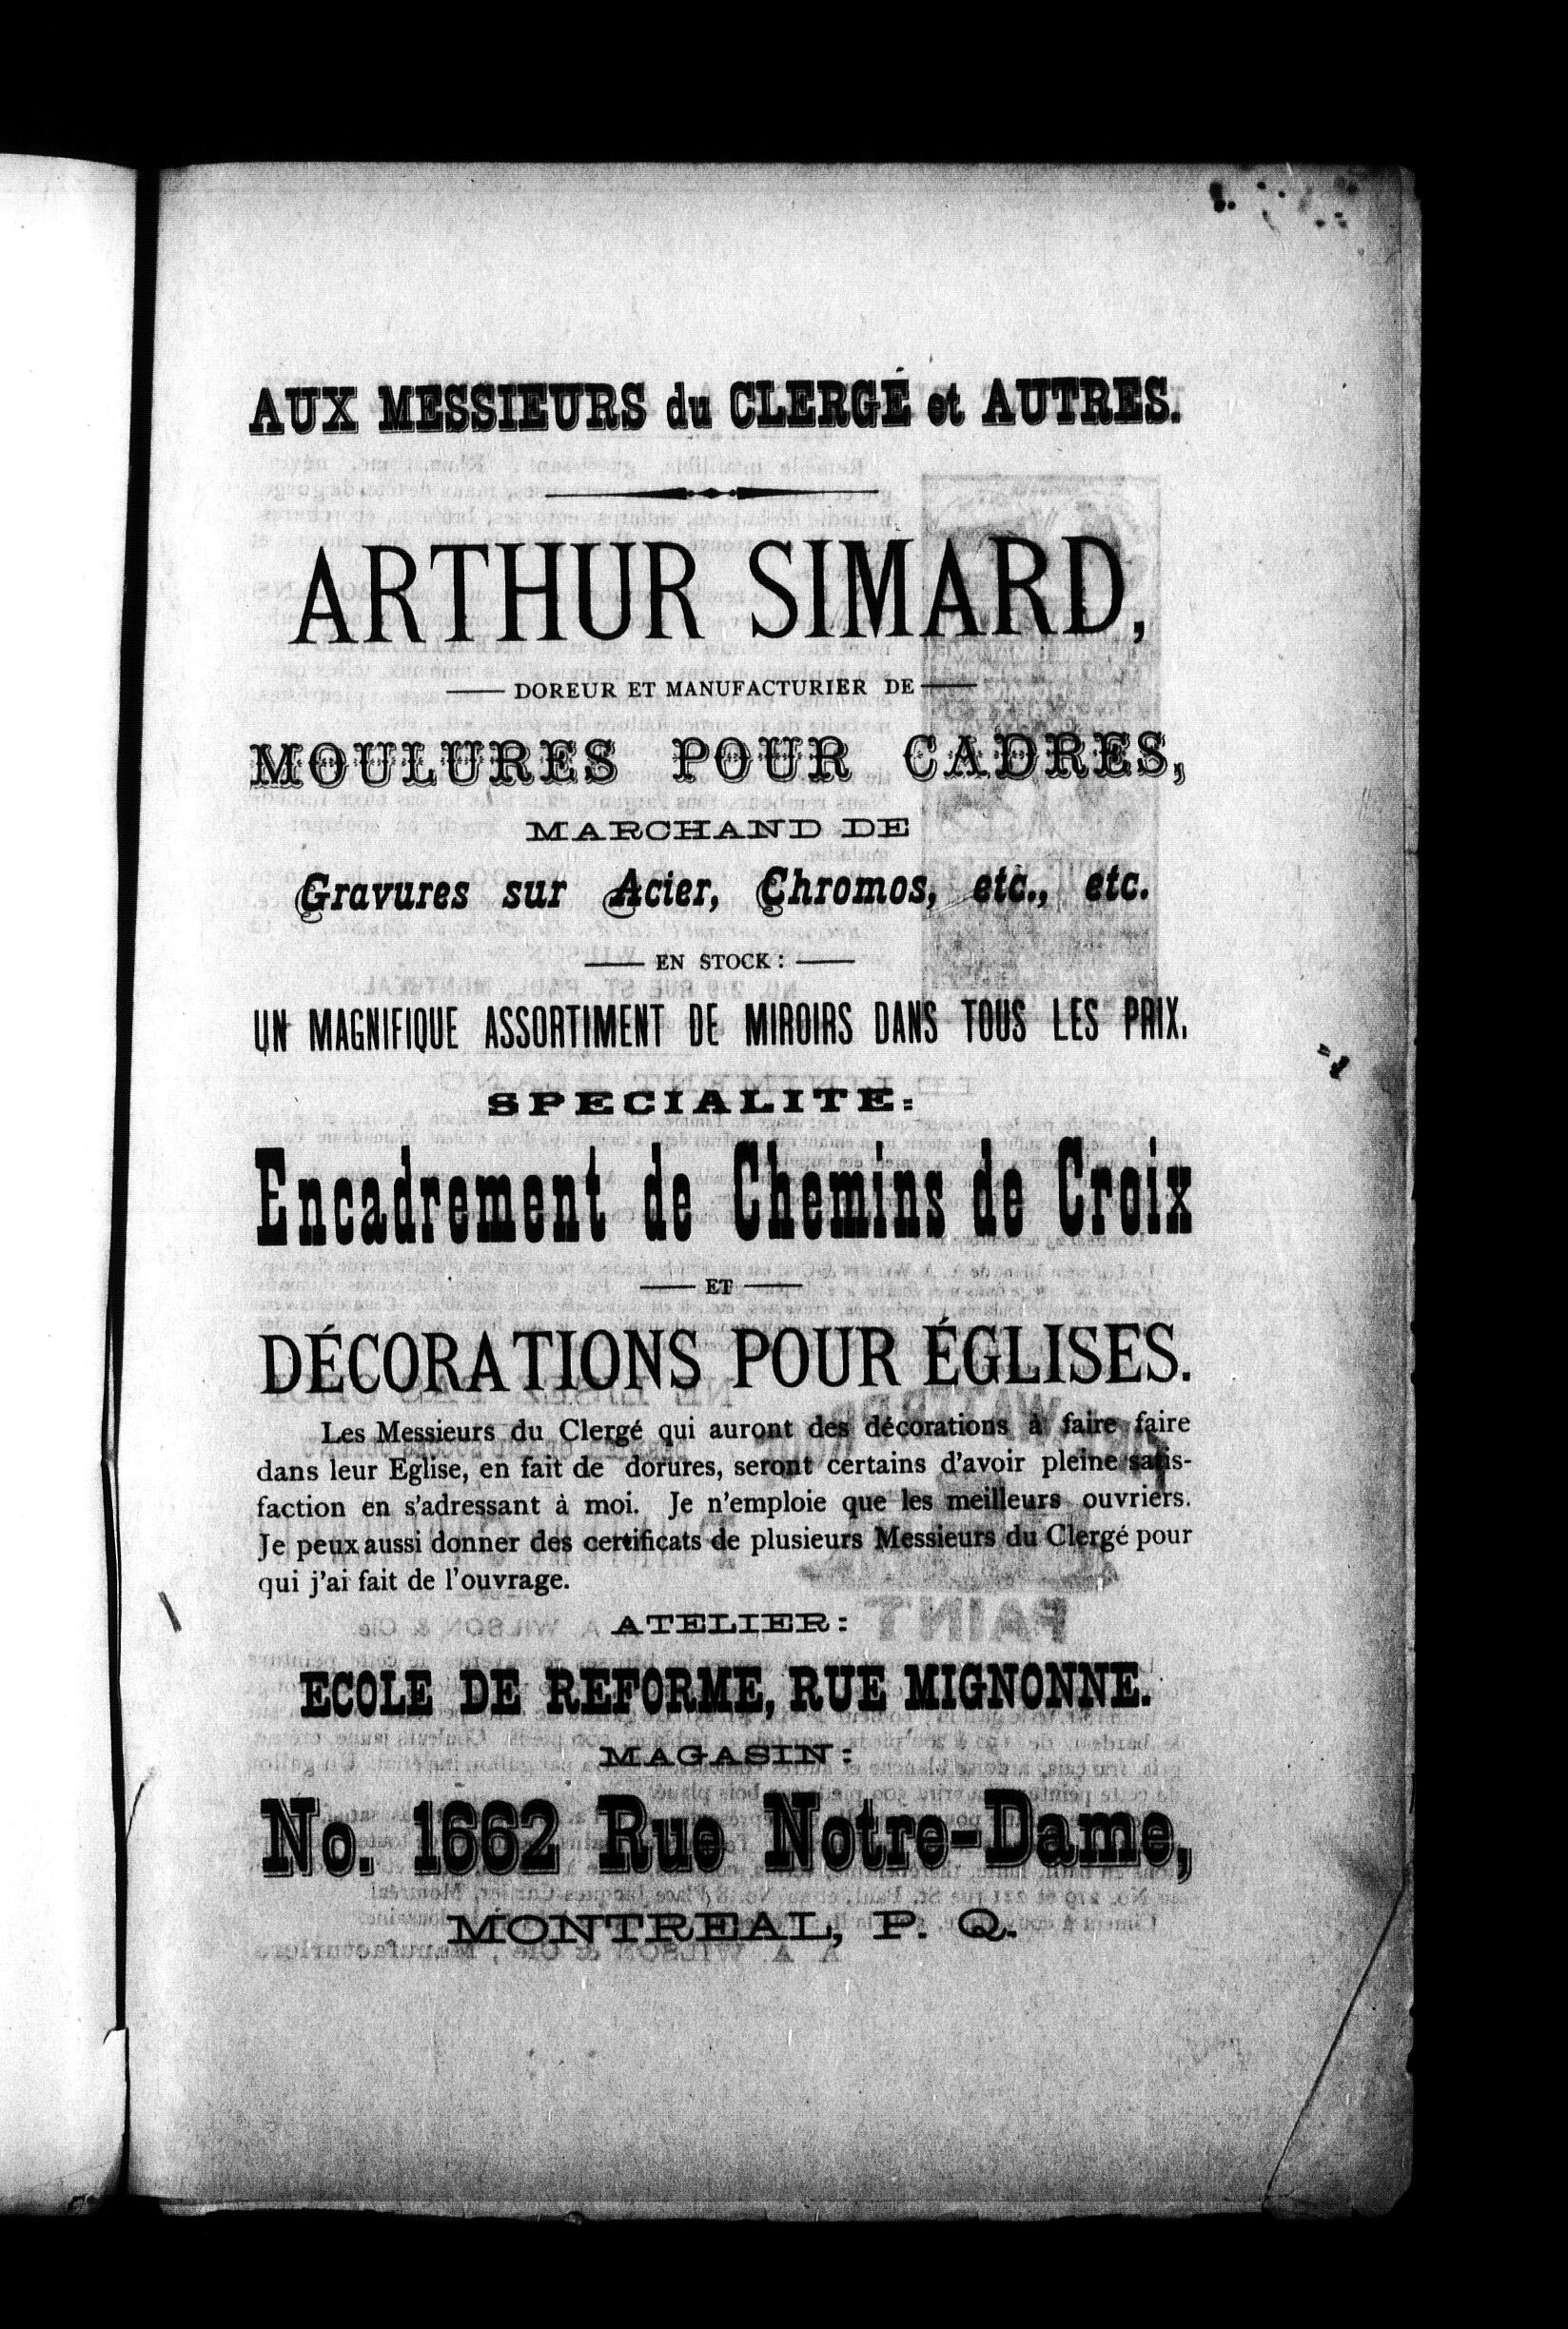 AUX MESSIEURS du CLERGÉ et AUTRES.
ARTHUR SIMARD,
DOREUR ET MANUFACTURIER DE
MOULURES POUR CADRES,
MARCHAND DE
Gravures sur Acier, Chromos, etc., etc.
EN STOCK:
UN MAGNIFIQUE ASSORTIMENT DE MIROIRS DANS TOUS LES PRIX.
SPECIALITE:
Encadrement de Chemins de Croix
ET
DÉCORATIONS POUR ÉGLISES.
Les Messieurs du Clergé qui auront des décorations à faire faire
dans leur Eglise, en fait de dorures, seront certains d'avoir pleine satis-
faction en s'adressant à moi. Je n'emploie que les meilleurs ouvriers.
Je peux aussi donner des certificats de plusieurs Messieurs du Clergé pour
qui j'ai fait de l'ouvrage.
ATELIER:
ECOLE DE REFORME, RUE MIGNONNE.
MAGASIN:
No. 1662 Rue Notre-Dame,
MONTREAL, P. Q.